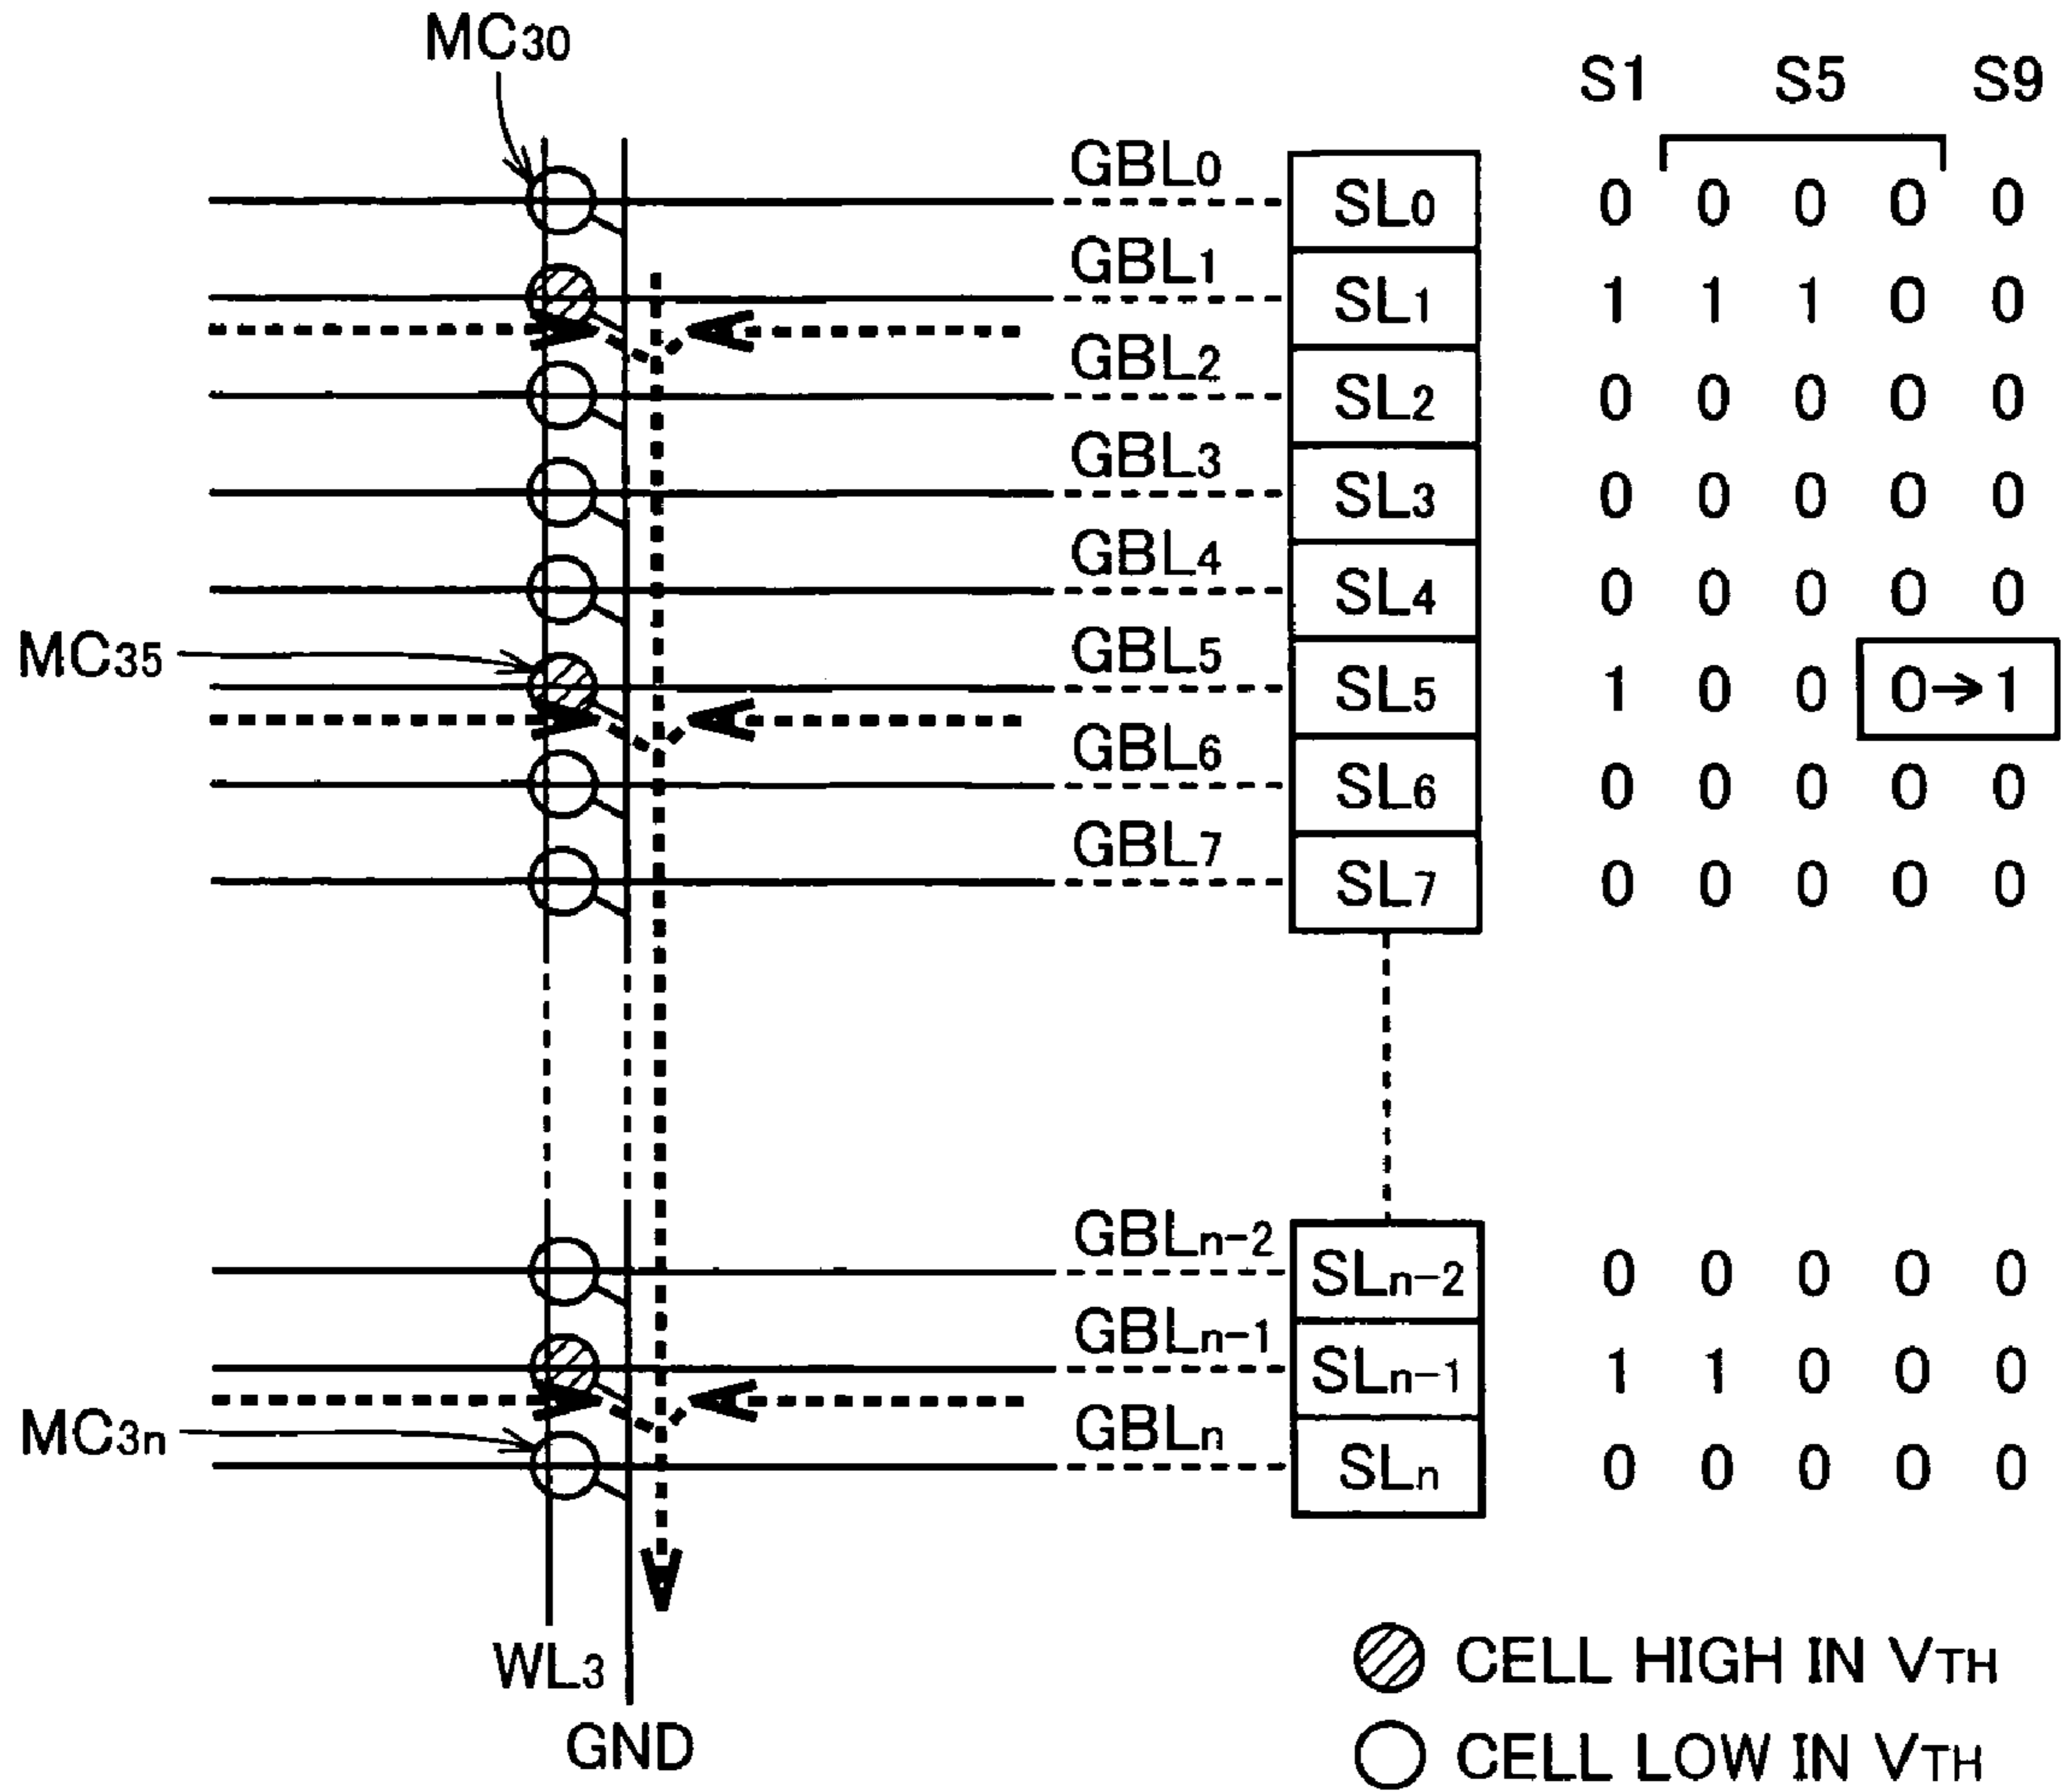 MC30
S1 S5 S9
GBL0 SL0 0 0 0 0 0
GBL1 SL1 1 1 1 0 0
GBL2 SL2 0 0 0 0 0
GBL3 SL3 0 0 0 0 0
GBL4 SL4 0 0 0 0 0
MC35 GBL5 SL5 1 0 0 0→1
GBL6 SL6 0 0 0 0 0
GBL7 SL7 0 0 0 0 0
GBLn-2 SLn-2 0 0 0 0 0
GBLn-1 SLn-1 1 1 0 0 0
MC3n GBLn SLn 0 0 0 0 0
WL3
GND
CELL HIGH IN VTH
CELL LOW IN VTH